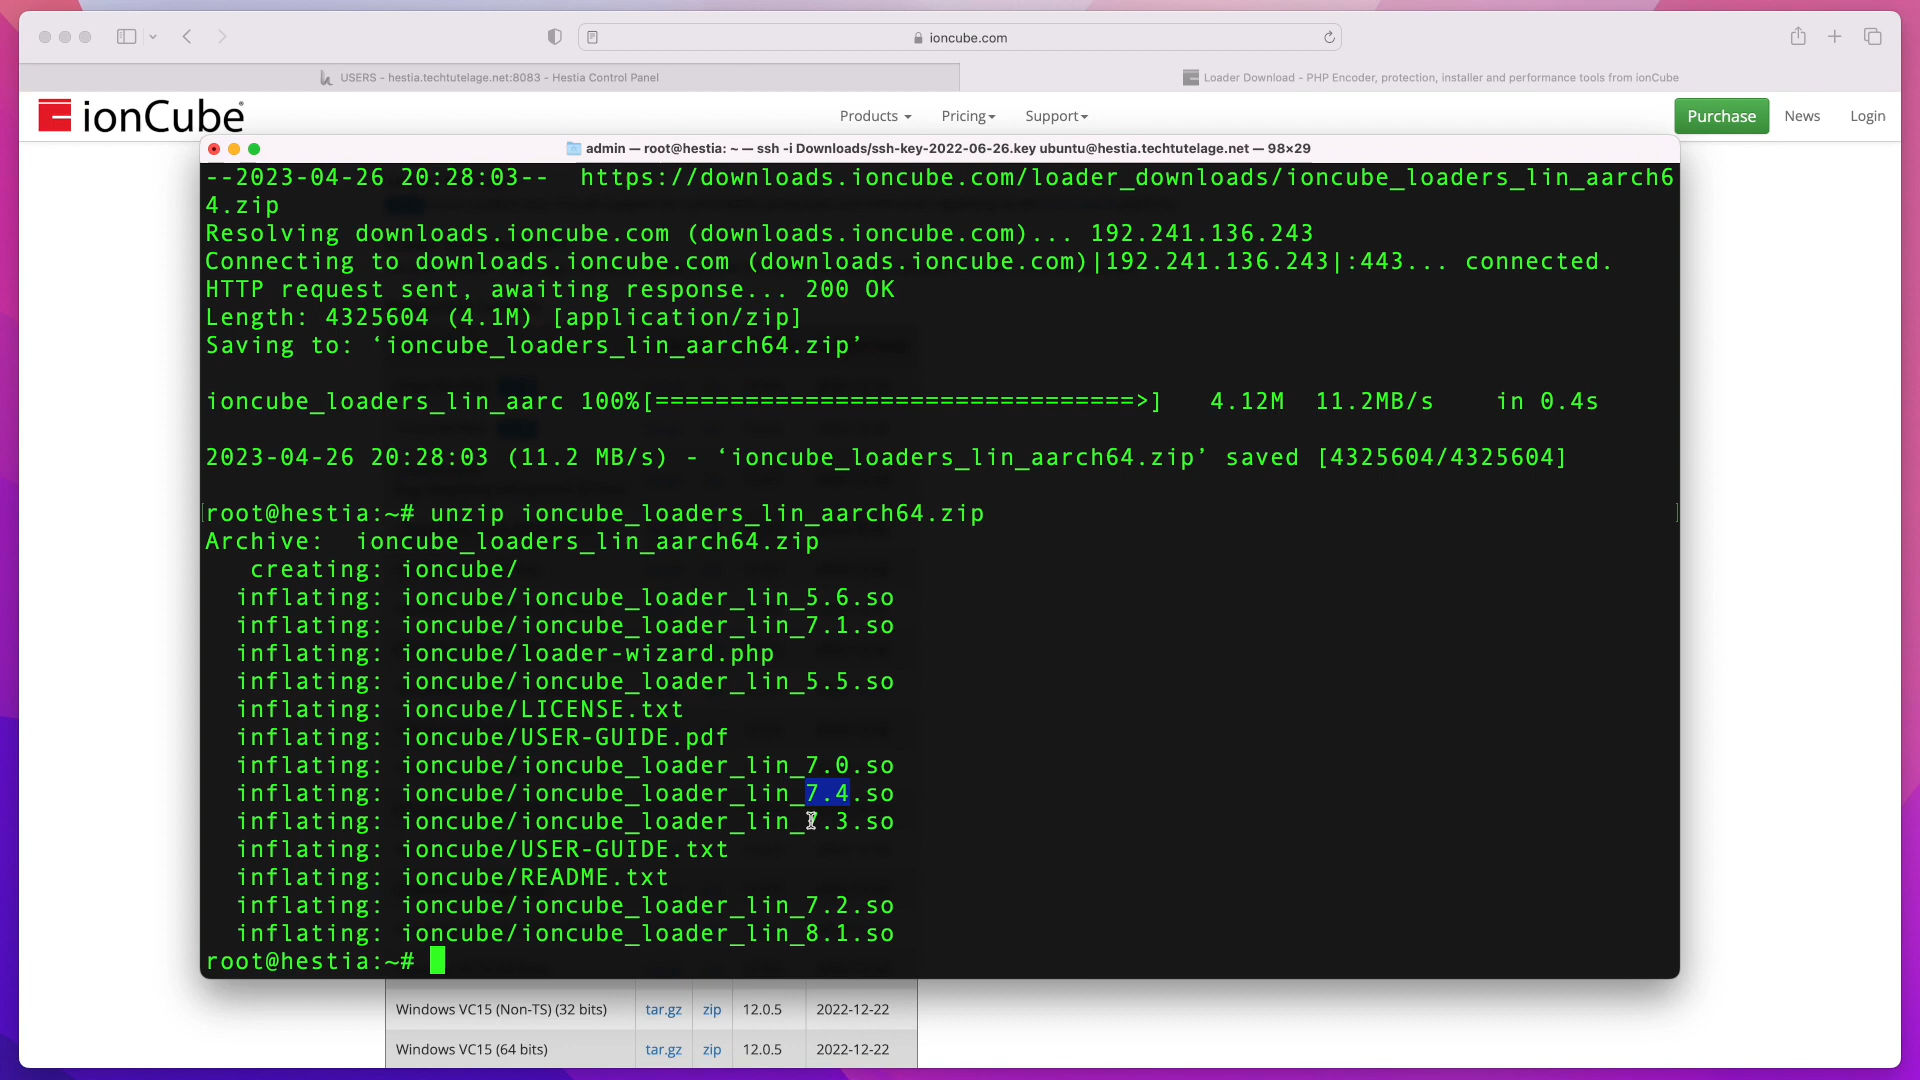 ioncube.com
USERS - hestia.techtutelage.net:8083 - Hestia Control Panel
Loader Download - PHP Encoder, protection, installer and performance tools from ionCube
ionCube
Products
Pricing
Support
Purchase
News
Login
admin — root@hestia: ~ — ssh -i Downloads/ssh-key-2022-06-26.key ubuntu@hestia.techtutelage.net — 98×29
--2023-04-26 20:28:03--  https://downloads.ioncube.com/loader_downloads/ioncube_loaders_lin_aarch6
4.zip
Resolving downloads.ioncube.com (downloads.ioncube.com)... 192.241.136.243
Connecting to downloads.ioncube.com (downloads.ioncube.com)|192.241.136.243|:443... connected.
HTTP request sent, awaiting response... 200 OK
Length: 4325604 (4.1M) [application/zip]
Saving to: ‘ioncube_loaders_lin_aarch64.zip’
ioncube_loaders_lin_aarc 100%[================================>]   4.12M  11.2MB/s    in 0.4s
2023-04-26 20:28:03 (11.2 MB/s) - ‘ioncube_loaders_lin_aarch64.zip’ saved [4325604/4325604]
root@hestia:~# unzip ioncube_loaders_lin_aarch64.zip
Archive:  ioncube_loaders_lin_aarch64.zip
creating: ioncube/
inflating: ioncube/ioncube_loader_lin_5.6.so
inflating: ioncube/ioncube_loader_lin_7.1.so
inflating: ioncube/loader-wizard.php
inflating: ioncube/ioncube_loader_lin_5.5.so
inflating: ioncube/LICENSE.txt
inflating: ioncube/USER-GUIDE.pdf
inflating: ioncube/ioncube_loader_lin_7.0.so
inflating: ioncube/ioncube_loader_lin_7.4.so
inflating: ioncube/ioncube_loader_lin_7.3.so
inflating: ioncube/USER-GUIDE.txt
inflating: ioncube/README.txt
inflating: ioncube/ioncube_loader_lin_7.2.so
inflating: ioncube/ioncube_loader_lin_8.1.so
root@hestia:~#
Windows VC15 (Non-TS) (32 bits) tar.gz zip 12.0.5 2022-12-22
Windows VC15 (64 bits) tar.gz zip 12.0.5 2022-12-22